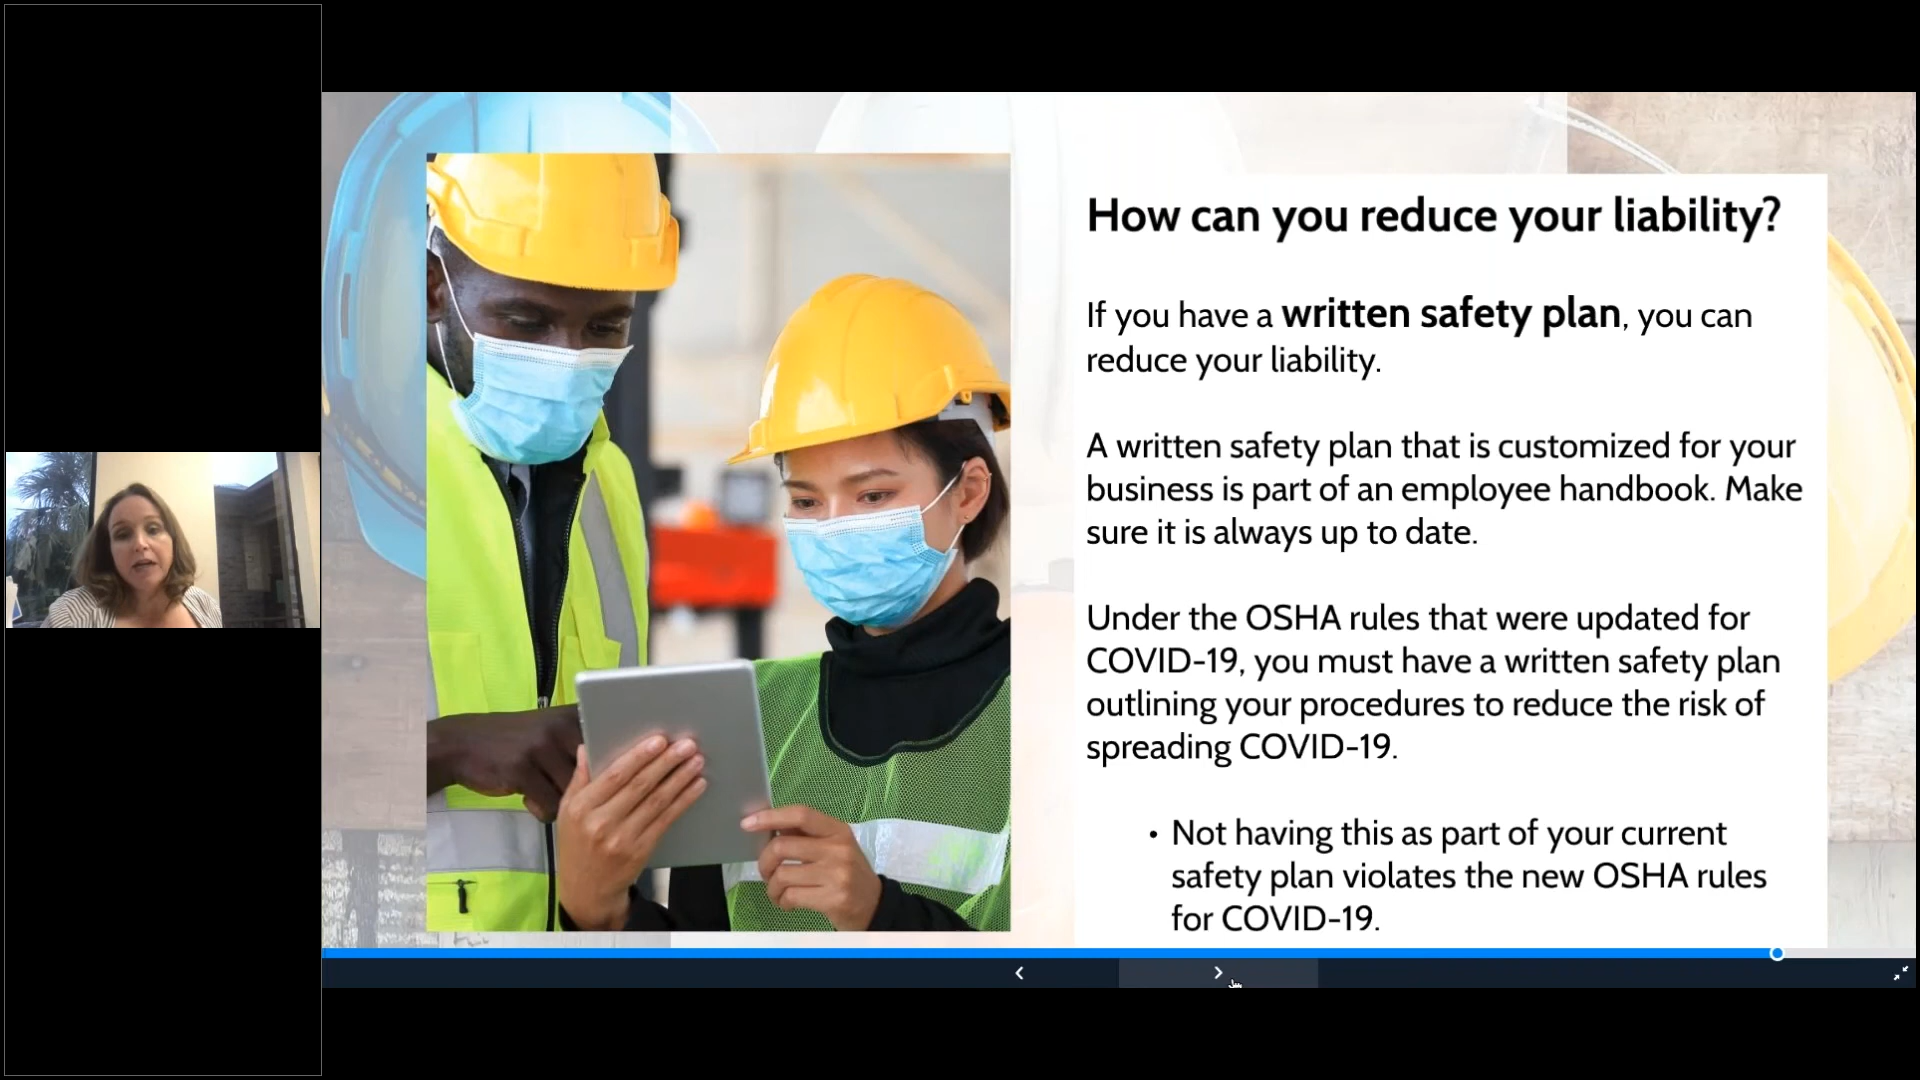 How can you reduce your liability?
If you have a written safety plan, you can
reduce your liability.
A written safety plan that is customized for your
business is part of an employee handbook. Make
sure it is always up to date.
Under the OSHA rules that were updated for
COVID-19, you must have a written safety plan
outlining your procedures to reduce the risk of
spreading COVID-19.
• Not having this as part of your current
safety plan violates the new OSHA rules
for COVID-19.